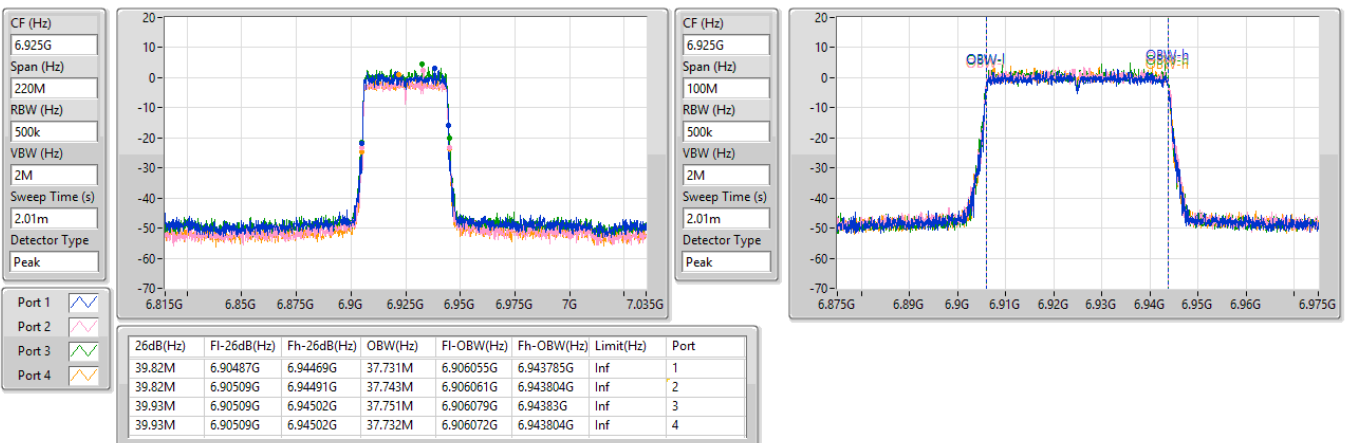 CF (Hz)
6.925G
Span (Hz)
220M
RBW (Hz)
500k
VBW (Hz)
2M
Sweep Time (s)
2.01m
Detector Type
Peak
20
10
0
-10
-20
-30
-40
-50
-60
-70
6.815G 6.85G 6.875G 6.9G 6.925G 6.95G 6.975G 7G 7.035G
CF (Hz)
6.925G
Span (Hz)
100M
RBW (Hz)
500k
VBW (Hz)
2M
Sweep Time (s)
2.01m
Detector Type
Peak
20
10
0
-10
-20
-30
-40
-50
-60
-70
OBW-l OBW-h
6.875G 6.89G 6.9G 6.91G 6.92G 6.93G 6.94G 6.95G 6.96G 6.975G
Port 1
Port 2
Port 3
Port 4
26dB(Hz) Fl-26dB(Hz) Fh-26dB(Hz) OBW(Hz) Fl-OBW(Hz) Fh-OBW(Hz) Limit(Hz) Port
39.82M 6.90487G 6.94469G 37.731M 6.906055G 6.943785G Inf 1
39.82M 6.90509G 6.94491G 37.743M 6.906061G 6.943804G Inf 2
39.93M 6.90509G 6.94502G 37.751M 6.906079G 6.94383G Inf 3
39.93M 6.90509G 6.94502G 37.732M 6.906072G 6.943804G Inf 4